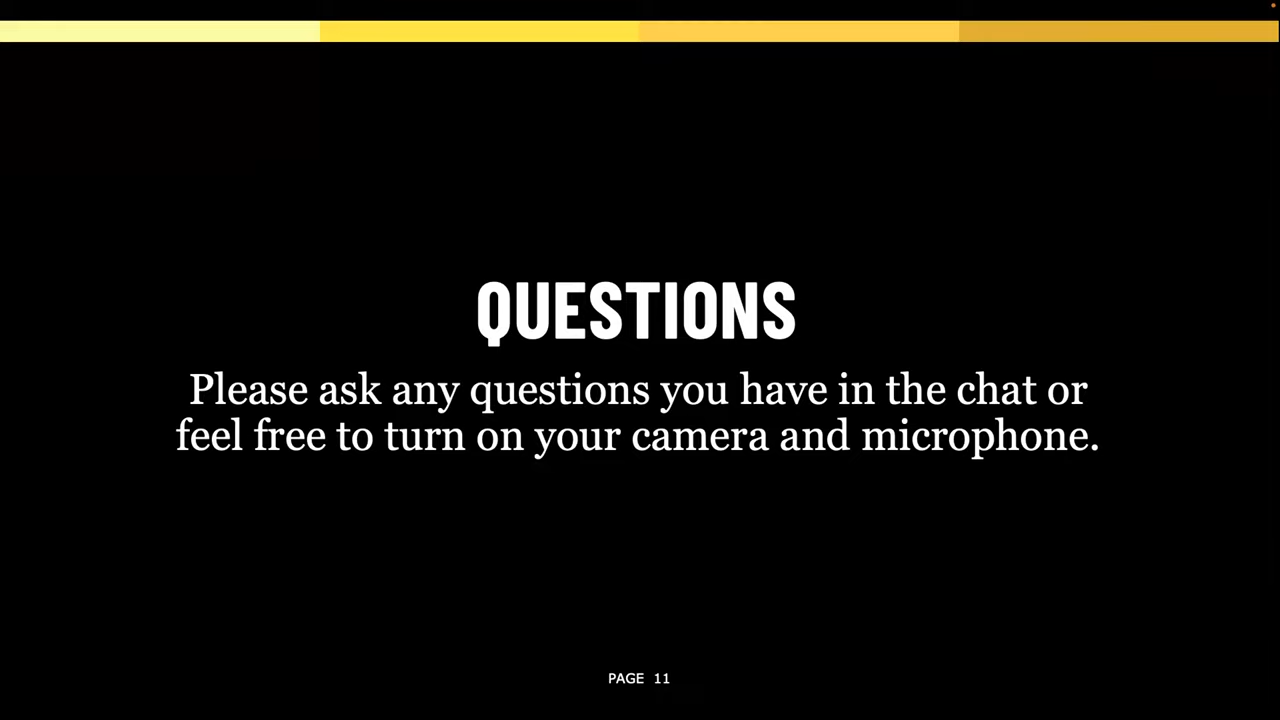 QUESTIONS
Please ask any questions you have in the chat or
feel free to turn on your camera and microphone.
PAGE 11